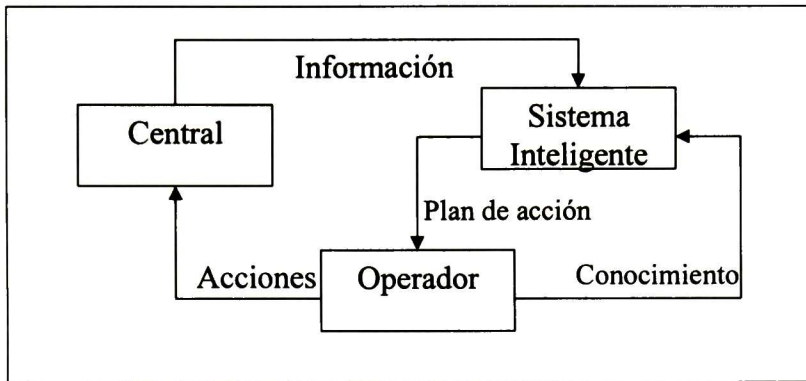 Información
Central
Sistema
Inteligente
Plan de acción
Acciones
Operador
Conocimiento